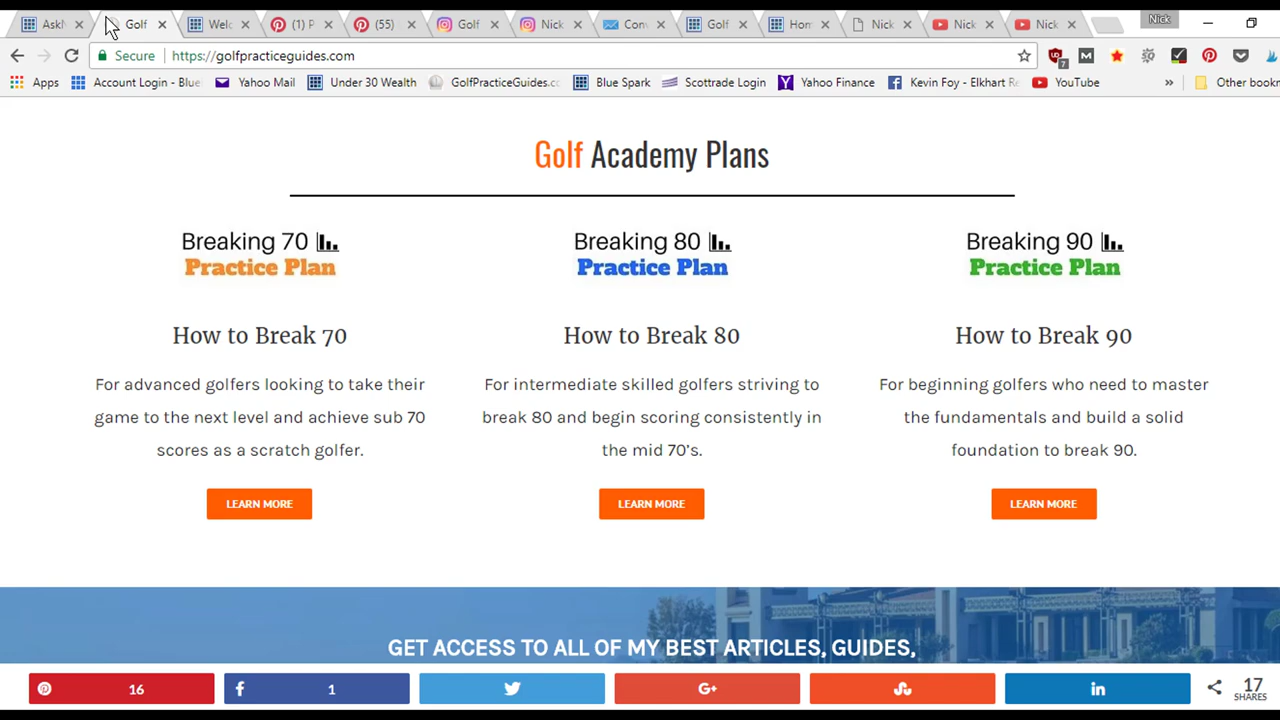 Ask
Golf
Welc
(1) P
(55)
Golf
Nick
Con
Golf
Hom
Nick
Nick
Nick
Nick
Secure https://golfpracticeguides.com
7
Apps
Account Login - Blue
Yahoo Mail
Under 30 Wealth
GolfPracticeGuides.co
Blue Spark
Scottrade Login
Yahoo Finance
Kevin Foy - Elkhart Re
YouTube
»
Other bookm
Golf Academy Plans
Breaking 70
Practice Plan
Breaking 80
Practice Plan
Breaking 90
Practice Plan
How to Break 70
For advanced golfers looking to take their
game to the next level and achieve sub 70
scores as a scratch golfer.
LEARN MORE
How to Break 80
For intermediate skilled golfers striving to
break 80 and begin scoring consistently in
the mid 70's.
LEARN MORE
How to Break 90
For beginning golfers who need to master
the fundamentals and build a solid
foundation to break 90.
LEARN MORE
GET ACCESS TO ALL OF MY BEST ARTICLES, GUIDES,
16
1
G+
in
17
SHARES